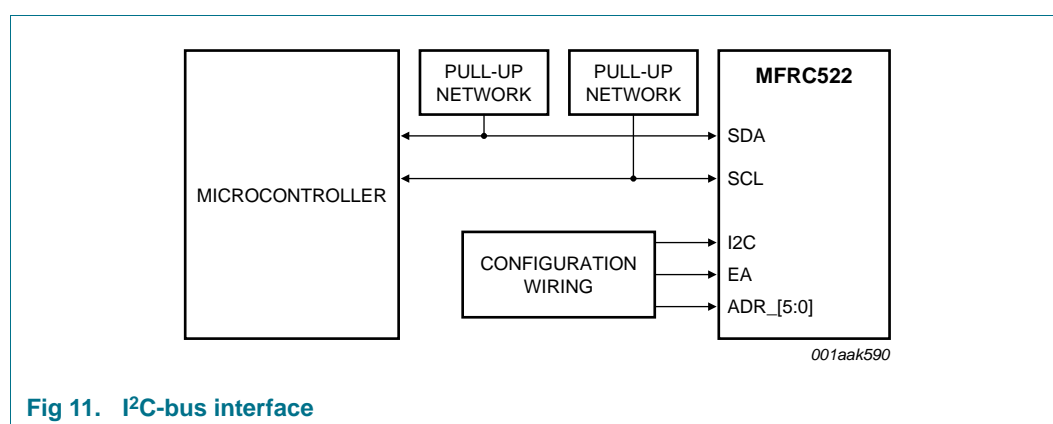 PULL-UP
NETWORK
PULL-UP
NETWORK
MFRC522
SDA
SCL
MICROCONTROLLER
CONFIGURATION
WIRING
I2C
EA
ADR_[5:0]
001aak590
Fig 11. I²C-bus interface